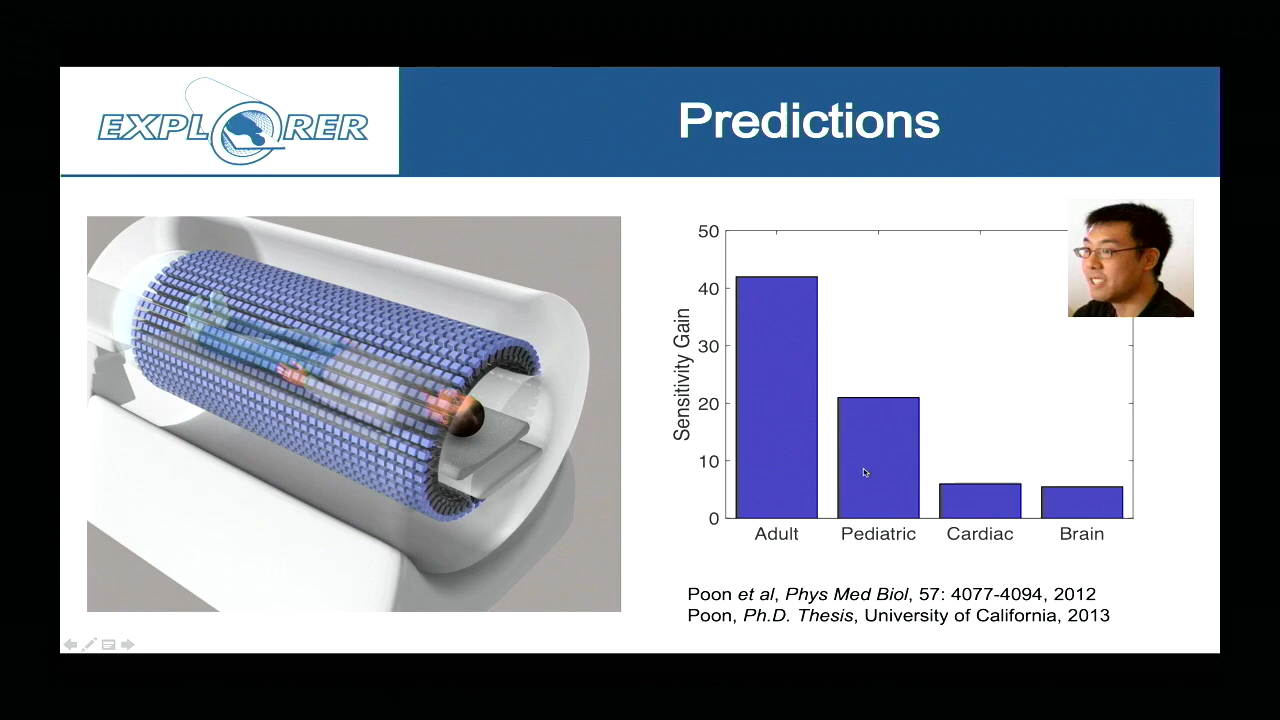 EXPLORER
Predictions
50
40
30
20
10
0
Sensitivity Gain
Adult Pediatric Cardiac Brain
Poon et al, Phys Med Biol, 57: 4077-4094, 2012
Poon, Ph.D. Thesis, University of California, 2013